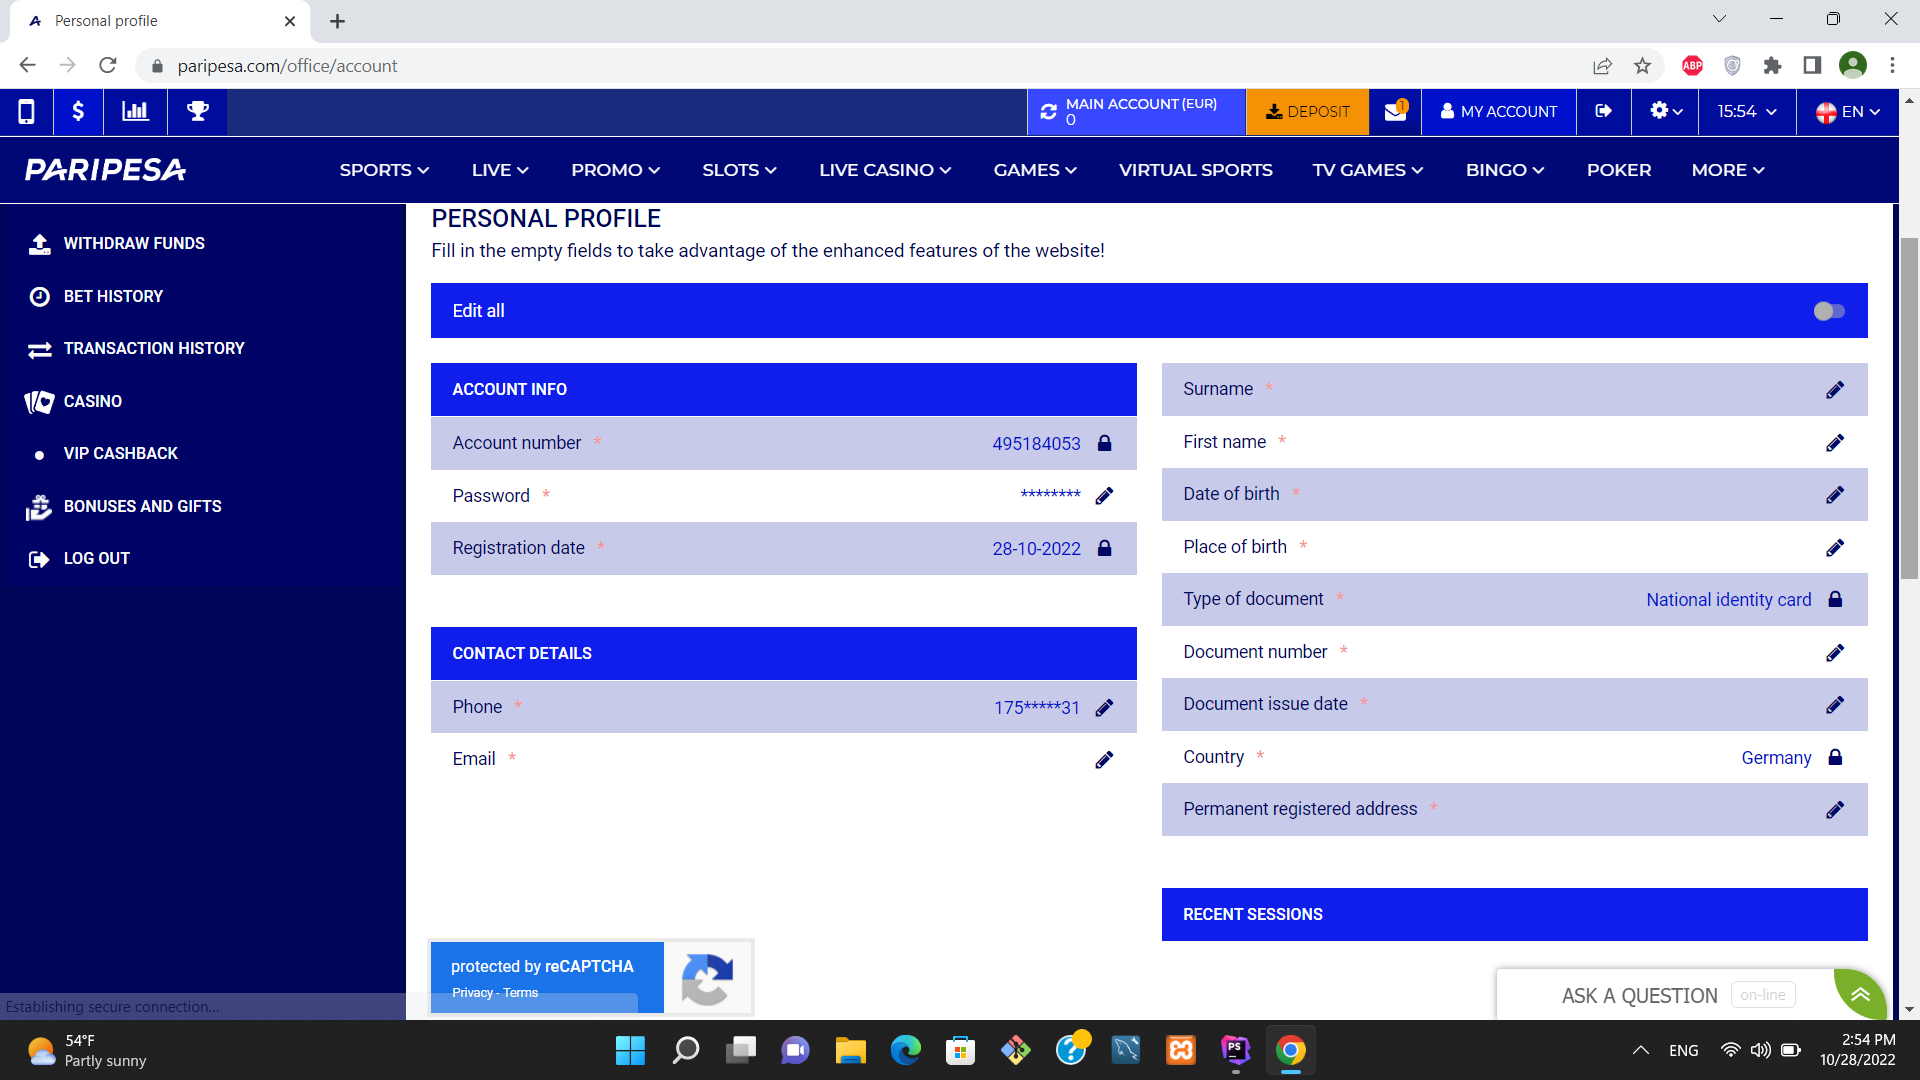 Personal profile
paripesa.com/office/account
ABP
MAIN ACCOUNT (EUR)
0
DEPOSIT
1
MY ACCOUNT
15:54
EN
PARIPESA
SPORTS
LIVE
PROMO
SLOTS
LIVE CASINO
GAMES
VIRTUAL SPORTS
TV GAMES
BINGO
POKER
MORE
WITHDRAW FUNDS
BET HISTORY
TRANSACTION HISTORY
CASINO
VIP CASHBACK
BONUSES AND GIFTS
LOG OUT
PERSONAL PROFILE
Fill in the empty fields to take advantage of the enhanced features of the website!
Edit all
ACCOUNT INFO
Account number * 495184053
Password * ********
Registration date * 28-10-2022
CONTACT DETAILS
Phone * 175*****31
Email *
Surname *
First name *
Date of birth *
Place of birth *
Type of document * National identity card
Document number *
Document issue date *
Country * Germany
Permanent registered address *
RECENT SESSIONS
protected by reCAPTCHA
Privacy - Terms
ASK A QUESTION on-line
Establishing secure connection...
54°F
Partly sunny
PS
ENG
2:54 PM
10/28/2022